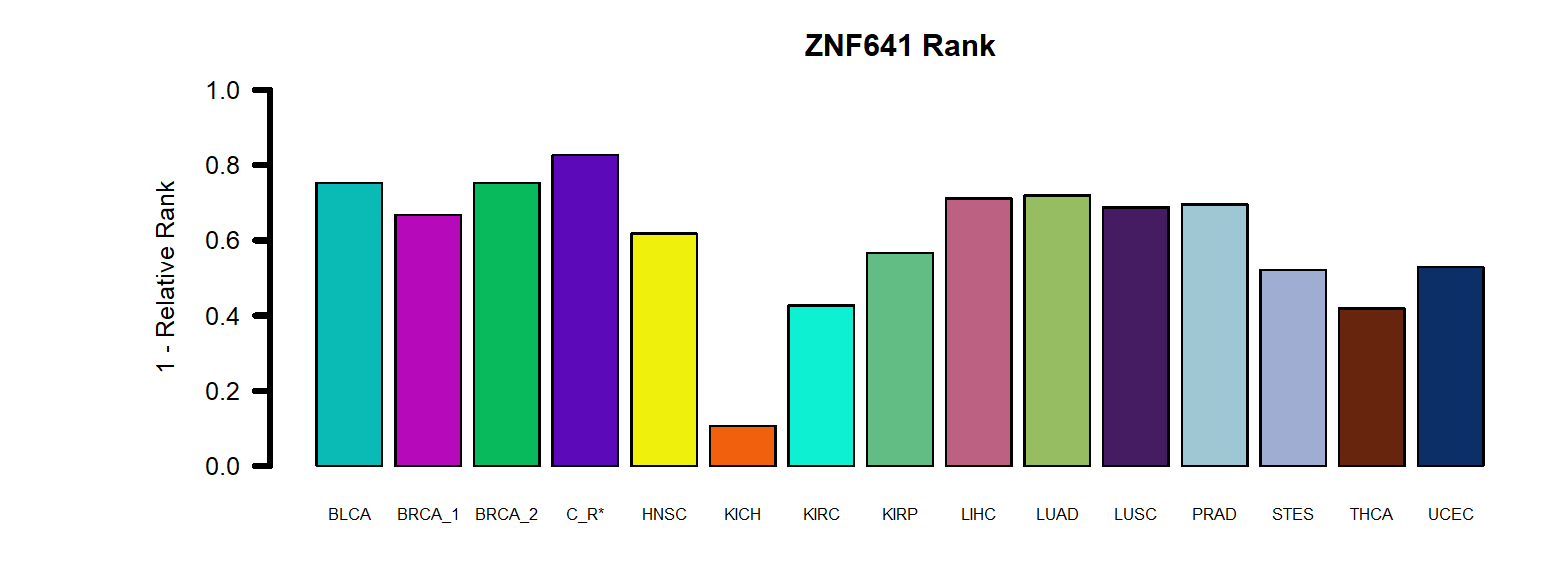 ZNF641 Rank
1 - Relative Rank
1.0
0.8
0.6
0.4
0.2
0.0
BLCA BRCA_1 BRCA_2 C_R* HNSC KICH KIRC KIRP LIHC LUAD LUSC PRAD STES THCA UCEC